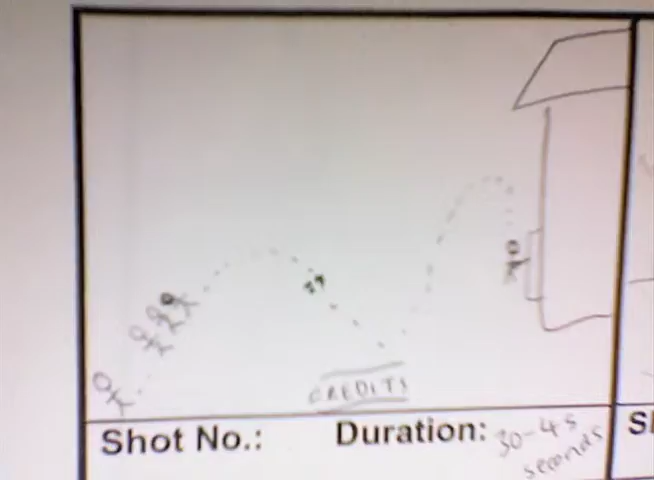 CREDITS
Shot No.:
Duration: 30-45
seconds
S